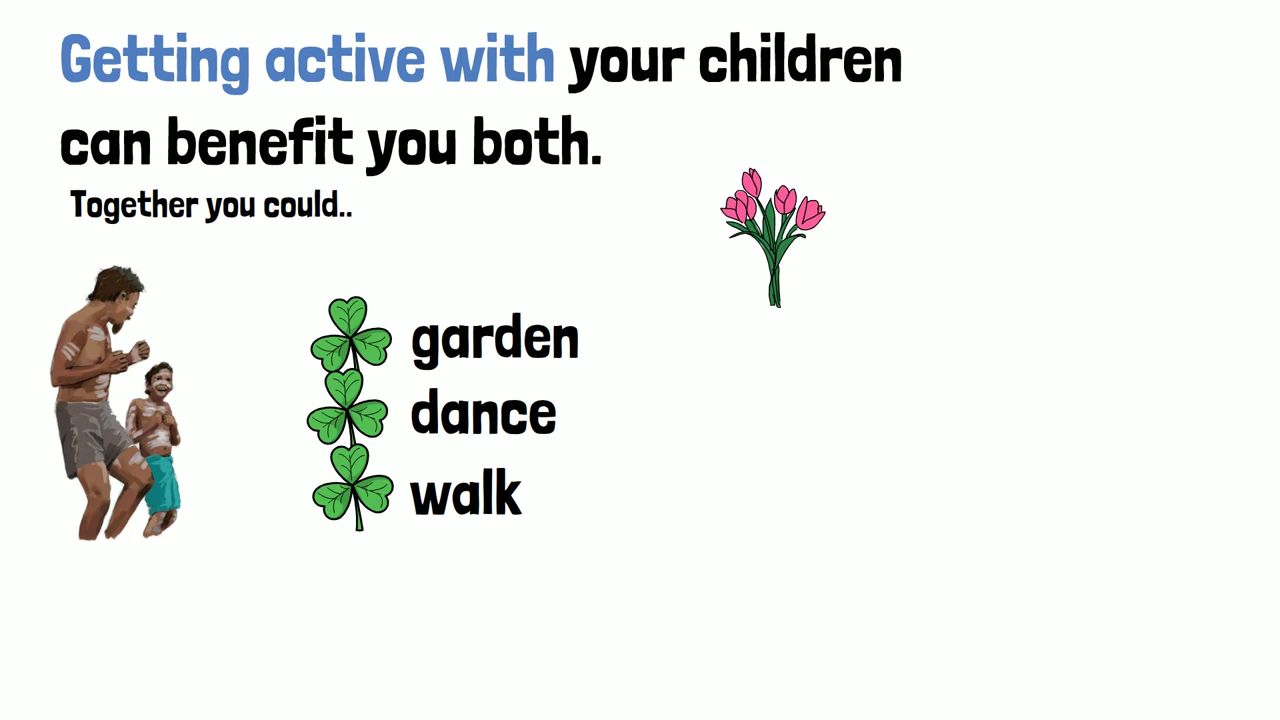 Getting active with your children
can benefit you both.
Together you could..
garden
dance
walk